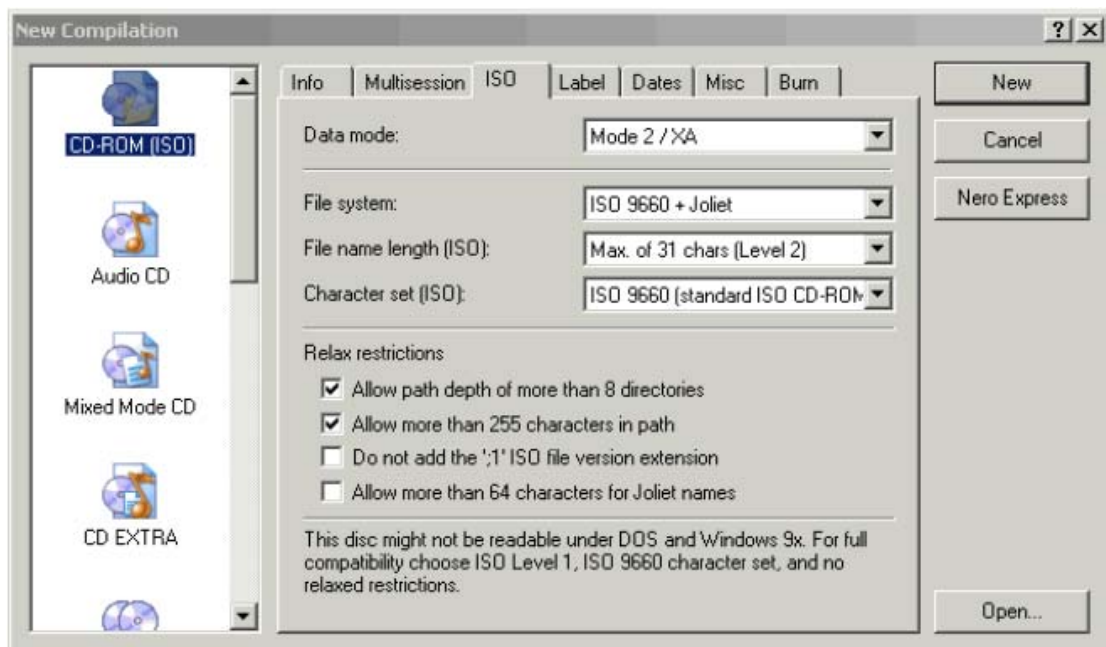 New Compilation
CD-ROM (ISO)
Audio CD
Mixed Mode CD
CD EXTRA
Info
Multisession
ISO
Label
Dates
Misc
Burn
Data mode:
Mode 2 / XA
File system:
ISO 9660 + Joliet
File name length (ISO):
Max. of 31 chars (Level 2)
Character set (ISO):
ISO 9660 (standard ISO CD-ROM
Relax restrictions
Allow path depth of more than 8 directories
Allow more than 255 characters in path
Do not add the ';1' ISO file version extension
Allow more than 64 characters for Joliet names
This disc might not be readable under DOS and Windows 9x. For full
compatibility choose ISO Level 1, ISO 9660 character set, and no
relaxed restrictions.
New
Cancel
Nero Express
Open...